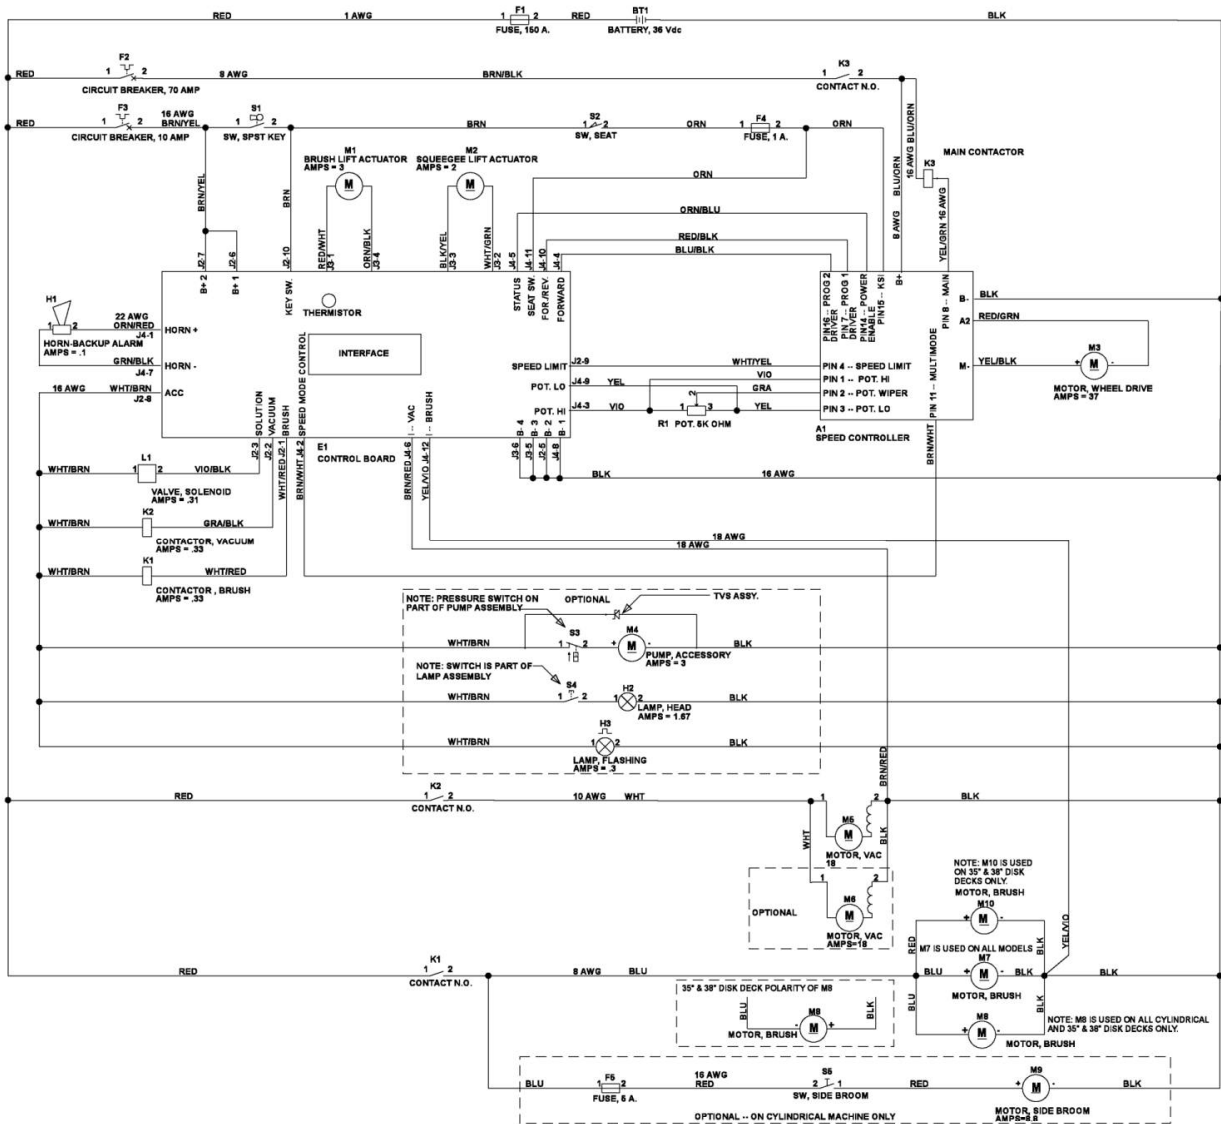 RED 1 AWG 1 F1 2 RED BT1 BLK
FUSE, 150 A. BATTERY, 36 Vdc
RED 1 F2 2 8 AWG BRN/BLK 1 K3 2
CIRCUIT BREAKER, 70 AMP CONTACT N.O.
RED 1 F3 2 16 AWG
BRN/YEL 1 S1 2 BRN 1 S2 2 ORN 1 F4 2 ORN
CIRCUIT BREAKER, 10 AMP SW, SPST KEY SW, SEAT FUSE, 1 A.
16 AWG BLU/ORN
BLU/ORN
8 AWG
K3
MAIN CONTACTOR
YEL/GRN 16 AWG
M1
BRUSH LIFT ACTUATOR
AMPS = 3
M
M2
SQUEEGEE LIFT ACTUATOR
AMPS = 2
M
ORN
ORN/BLU
RED/BLK
BLU/BLK
BRN/YEL
BRN
RED/WHT
ORN/BLK
BLK/YEL
WHT/GRN
J2-7
J2-6
J2-10
J3-1
J3-4
J3-3
J3-2
J4-5
J4-11
J4-10
J4-4
B+ 2
B+ 1
KEY SW.
THERMISTOR
INTERFACE
STATUS
SEAT SW.
FOR./REV.
FORWARD
PIN16 -- PROG 2
DRIVER
PIN 7 -- PROG 1
DRIVER
PIN14 -- POWER
ENABLE
PIN15 -- KSI
B+
PIN 8 -- MAIN
B- BLK
A2 RED/GRN
M- YEL/BLK
+ M3 -
M
MOTOR, WHEEL DRIVE
AMPS = 37
H1
1 2
22 AWG
ORN/RED
J4-1
HORN +
HORN-BACKUP ALARM
AMPS = .1
GRN/BLK
J4-7
HORN -
16 AWG WHT/BRN
J2-8
ACC
SPEED LIMIT J2-9 WHT/YEL PIN 4 -- SPEED LIMIT
VIO PIN 1 -- POT. HI
POT. LO J4-9 YEL GRA PIN 2 -- POT. WIPER
POT. HI J4-3 VIO 1 2 3 YEL PIN 3 -- POT. LO
R1 POT. 5K OHM
PIN 11 -- MULTIMODE
A1
SPEED CONTROLLER
BRN/WHT
SOLUTION
VACUUM
BRUSH
SPEED MODE CONTROL
I -- VAC
I -- BRUSH
B- 4
B- 3
B- 2
B- 1
E1
CONTROL BOARD
J2-3
J2-2
WHT/RED J2-1
BRN/WHT J4-2
BRN/RED J4-6
YEL/VIO J4-12
J3-6
J3-5
J2-5
J4-8
BLK 16 AWG
WHT/BRN L1 1 2 VIO/BLK
VALVE, SOLENOID
AMPS = .31
WHT/BRN K2 GRA/BLK
CONTACTOR, VACUUM
AMPS = .33
WHT/BRN K1 WHT/RED
CONTACTOR , BRUSH
AMPS = .33
18 AWG
18 AWG
NOTE: PRESSURE SWITCH ON
PART OF PUMP ASSEMBLY
OPTIONAL
TVS ASSY.
WHT/BRN 1 S3 2 + M4 - BLK
M
PUMP, ACCESSORY
AMPS = 3
NOTE: SWITCH IS PART OF
LAMP ASSEMBLY
WHT/BRN 1 S4 2 1 H2 2 BLK
LAMP, HEAD
AMPS = 1.67
WHT/BRN 1 H3 2 BLK
LAMP, FLASHING
AMPS = .3
BRN/RED
RED 1 K2 2 10 AWG WHT 1 2 BLK
CONTACT N.O.
M5
M
MOTOR, VAC
18
WHT
BLK
OPTIONAL
1 2
M6
M
MOTOR, VAC
AMPS=18
NOTE: M10 IS USED
ON 35" & 38" DISK
DECKS ONLY.
MOTOR, BRUSH
M10
+ M -
RED
BLK
YEL/VIO
M7 IS USED ON ALL MODELS
RED 1 K1 2 8 AWG BLU BLU + M7 - BLK BLK
M
CONTACT N.O.
MOTOR, BRUSH
BLU
BLK
+ M8 -
M
MOTOR, BRUSH
NOTE: M8 IS USED ON ALL CYLINDRICAL
AND 35" & 38" DISK DECKS ONLY.
35" & 38" DISK DECK POLARITY OF M8
BLU
BLK
- M8 +
M
MOTOR, BRUSH
BLU 1 F5 2 16 AWG
RED 2 S5 1 RED + M9 - BLK
M
FUSE, 5 A. SW, SIDE BROOM
MOTOR, SIDE BROOM
AMPS=8.8
OPTIONAL -- ON CYLINDRICAL MACHINE ONLY